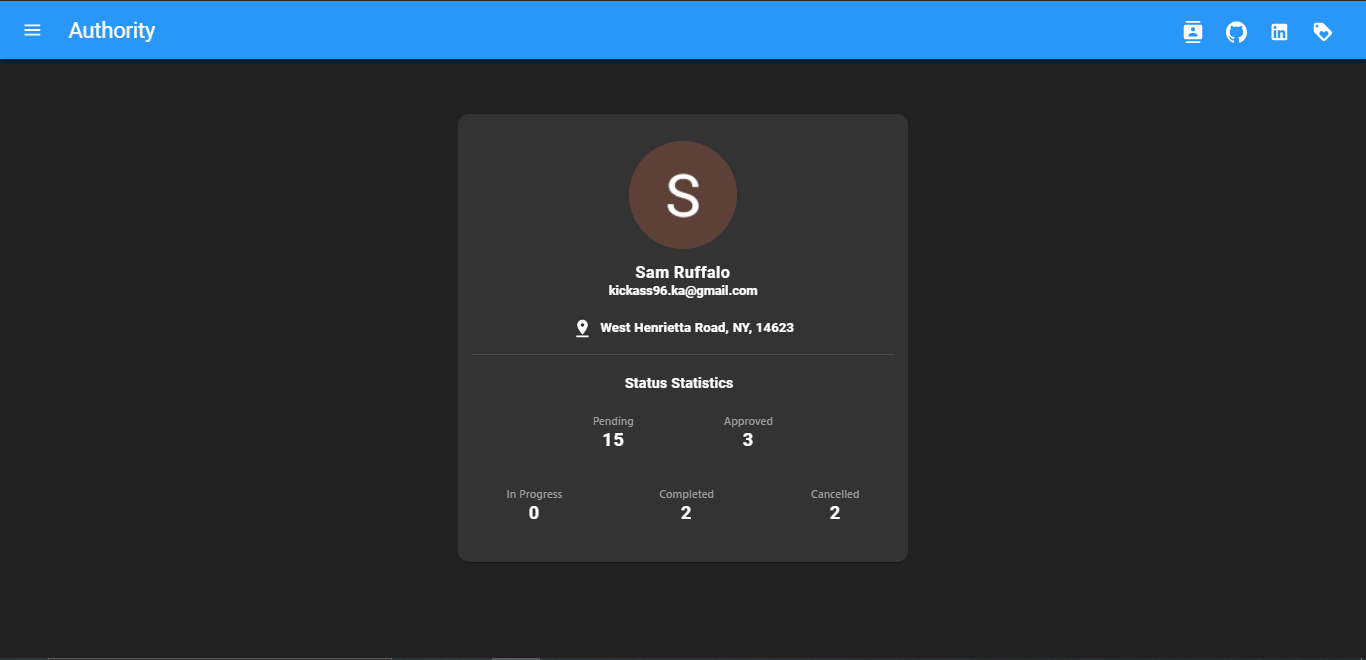 Authority
S
Sam Ruffalo
kickass96.ka@gmail.com
West Henrietta Road, NY, 14623
Status Statistics
Pending Approved
15 3
In Progress Completed Cancelled
0 2 2